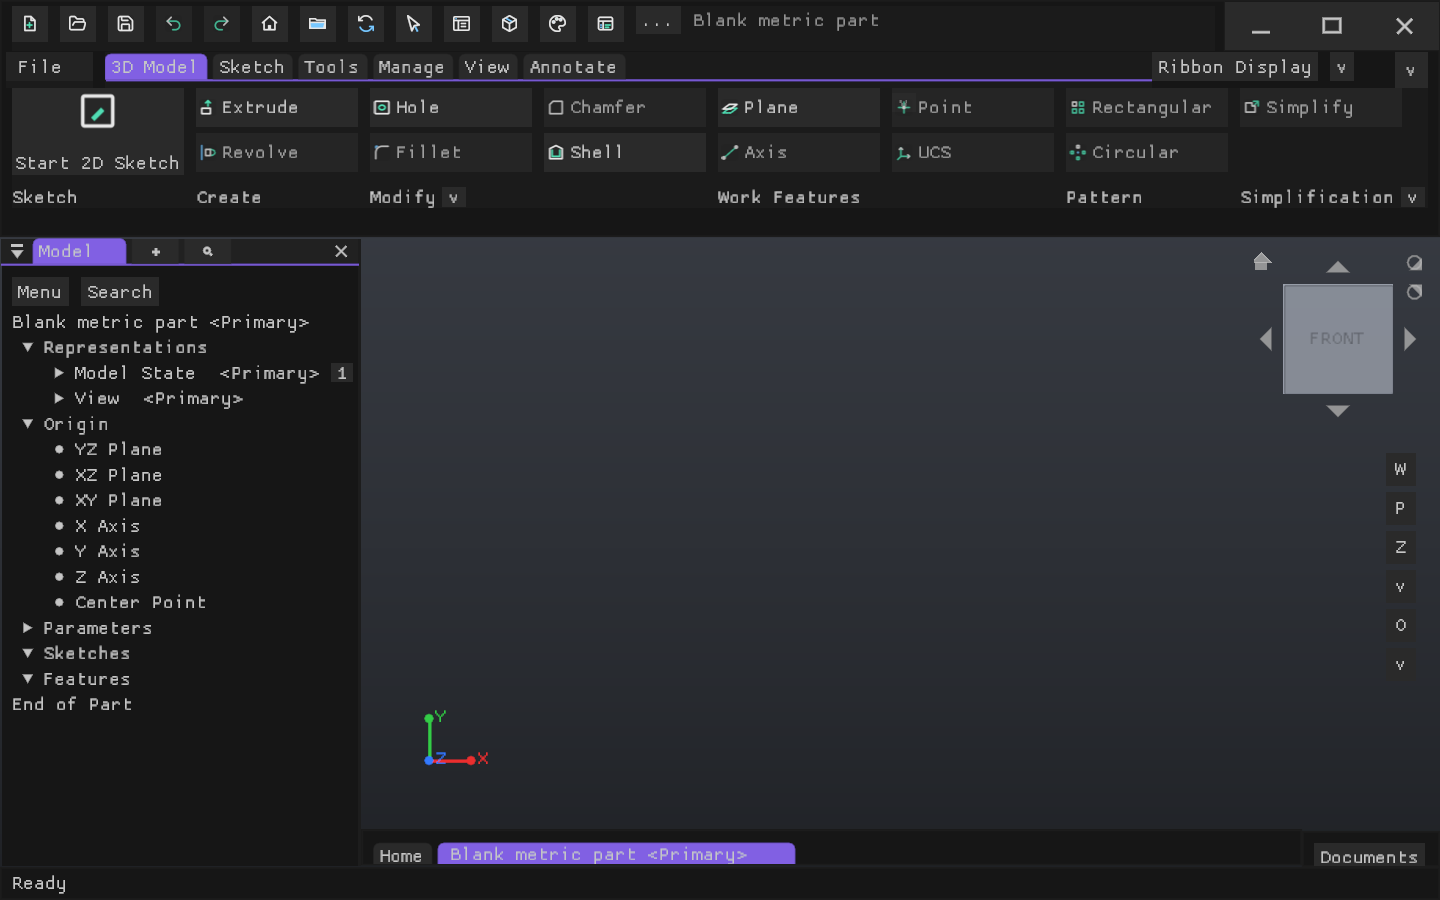 ... Blank metric part
File 3D Model Sketch Tools Manage View Annotate Ribbon Display v v
Extrude Hole Chamfer Plane Point Rectangular Simplify
Start 2D Sketch Revolve Fillet Shell Axis UCS Circular
Sketch Create Modify v Work Features Pattern Simplification v
Model +
Menu Search
Blank metric part <Primary>
Representations
Model State <Primary> 1
View <Primary>
Origin
YZ Plane
XZ Plane
XY Plane
X Axis
Y Axis
Z Axis
Center Point
Parameters
Sketches
Features
End of Part
FRONT
W
P
Z
v
O
v
Y
Z X
Home Blank metric part <Primary> Documents
Ready